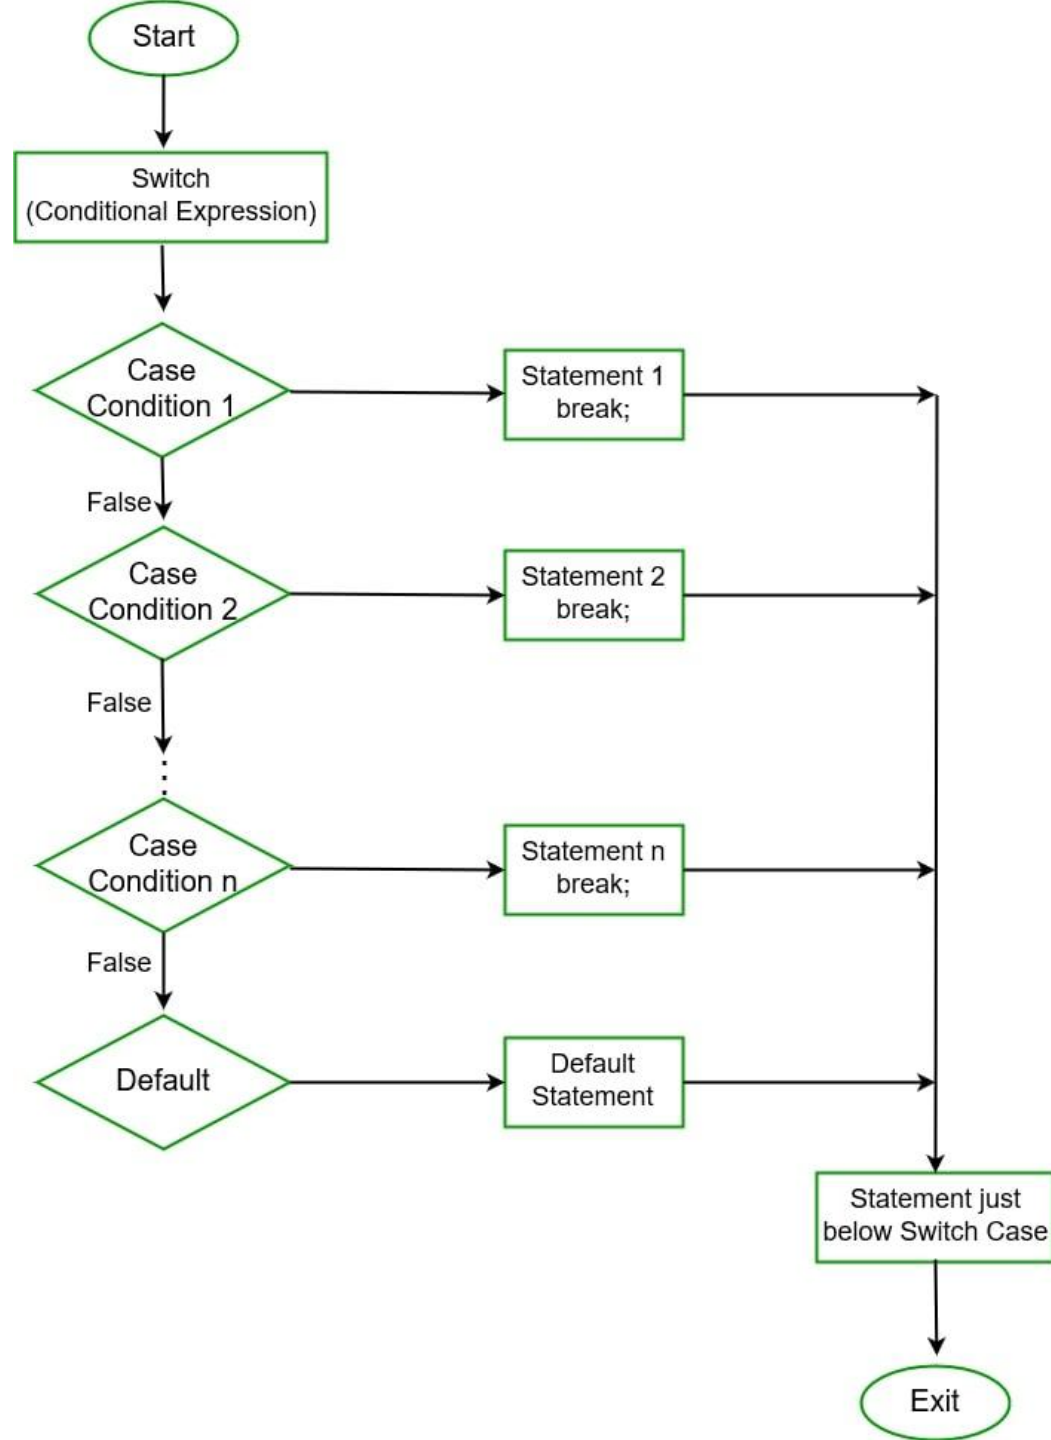 Start
Switch
(Conditional Expression)
Case
Condition 1
Statement 1
break;
False
Case
Condition 2
Statement 2
break;
False
Case
Condition n
Statement n
break;
False
Default
Default
Statement
Statement just
below Switch Case
Exit